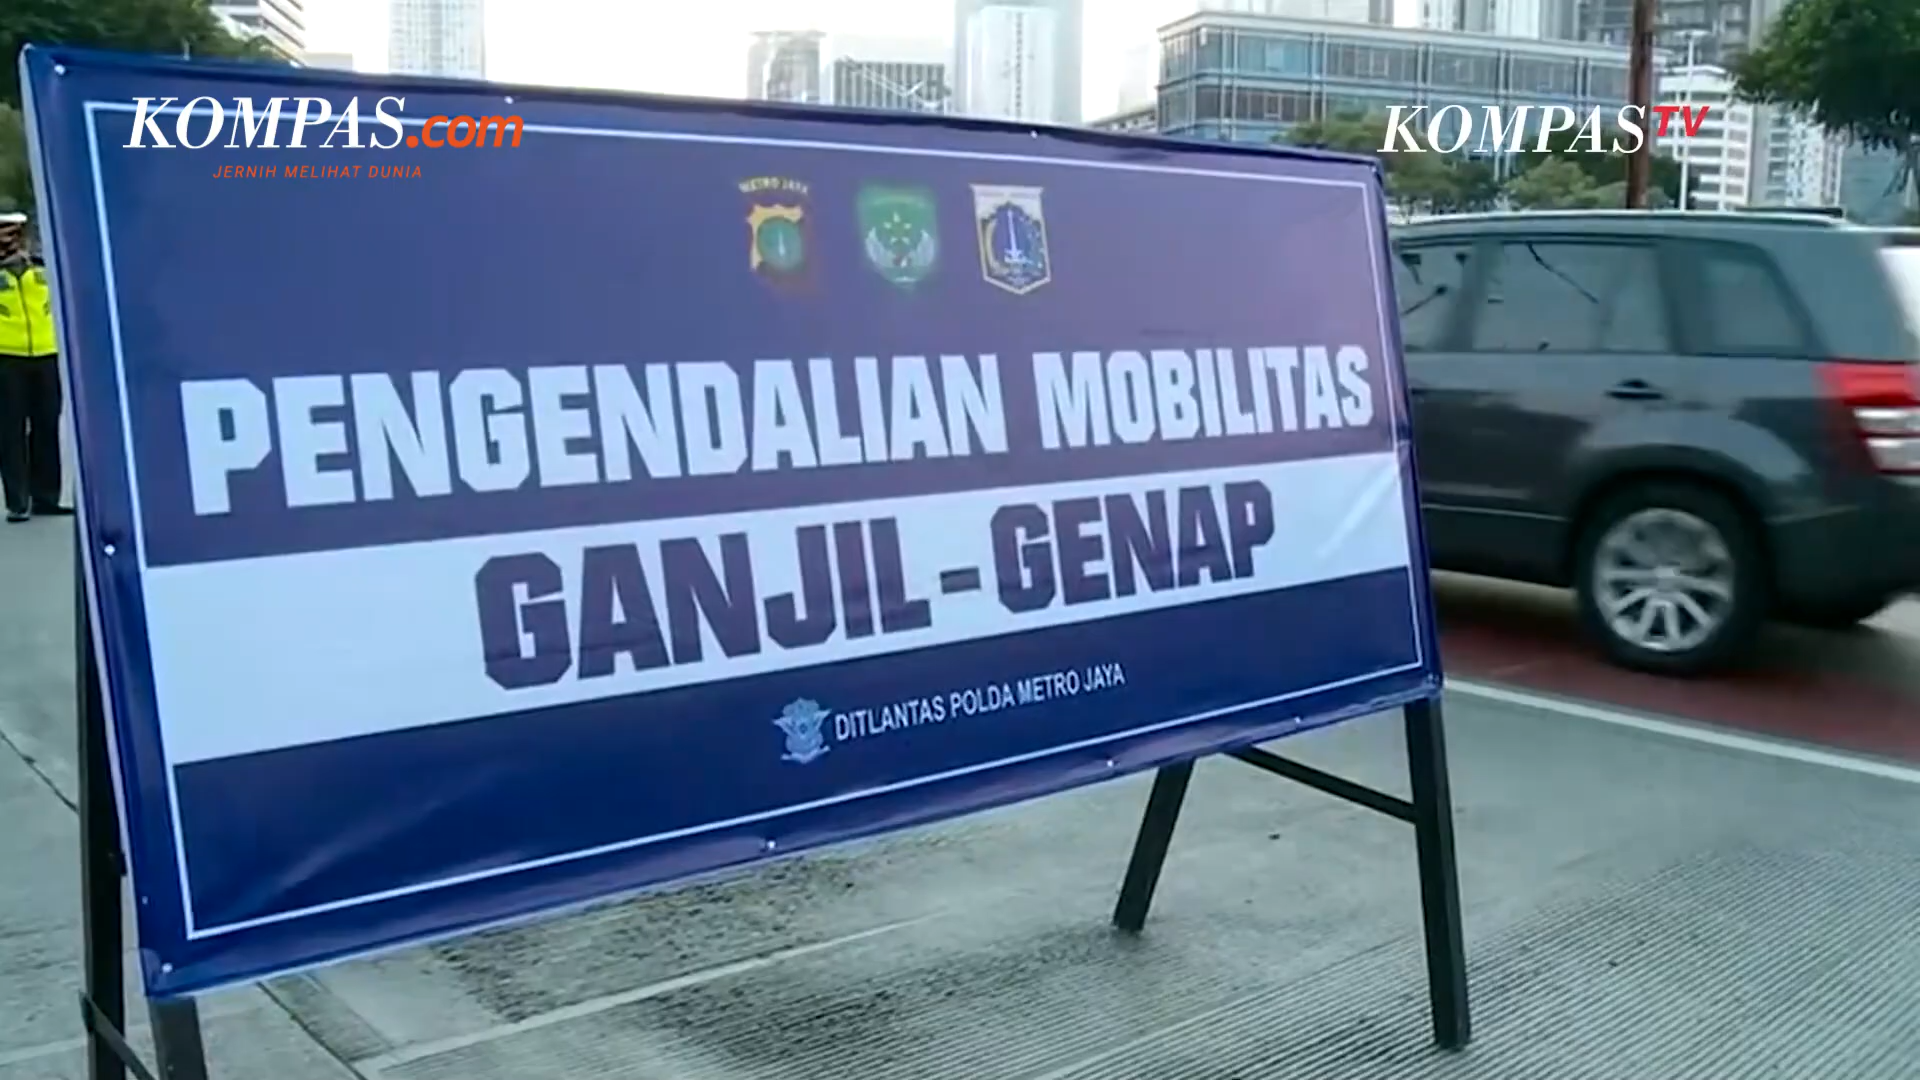 KOMPAS.com
JERNIH MELIHAT DUNIA
KOMPASTV
METRO JAYA
PENGENDALIAN MOBILITAS
GANJIL-GENAP
DITLANTAS POLDA METRO JAYA